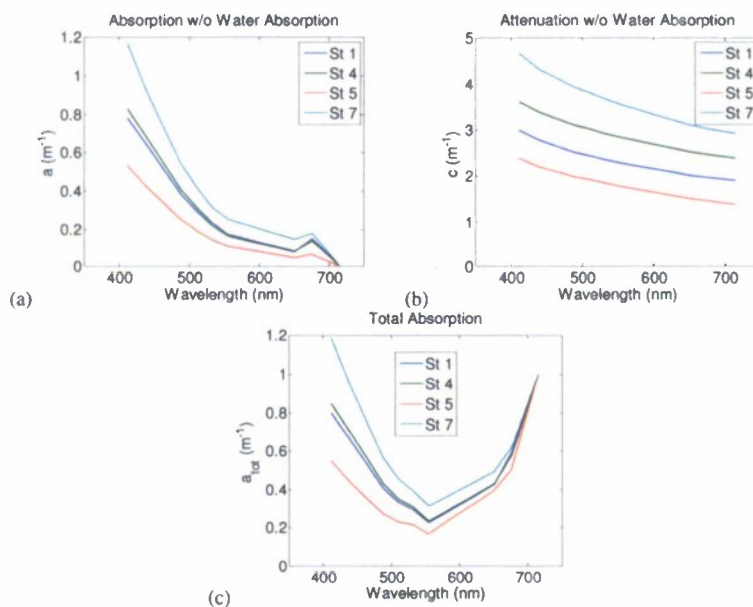 Absorption w/o Water Absorption
1.2
1
0.8
0.6
0.4
0.2
0
a (m⁻¹)
400 500 600 700
Wavelength (nm)
St 1
St 4
St 5
St 7
(a)
Attenuation w/o Water Absorption
5
4
3
2
1
0
c (m⁻¹)
400 500 600 700
Wavelength (nm)
St 1
St 4
St 5
St 7
(b)
Total Absorption
1.2
1
0.8
0.6
0.4
0.2
0
a_tot (m⁻¹)
400 500 600 700
Wavelength (nm)
St 1
St 4
St 5
St 7
(c)